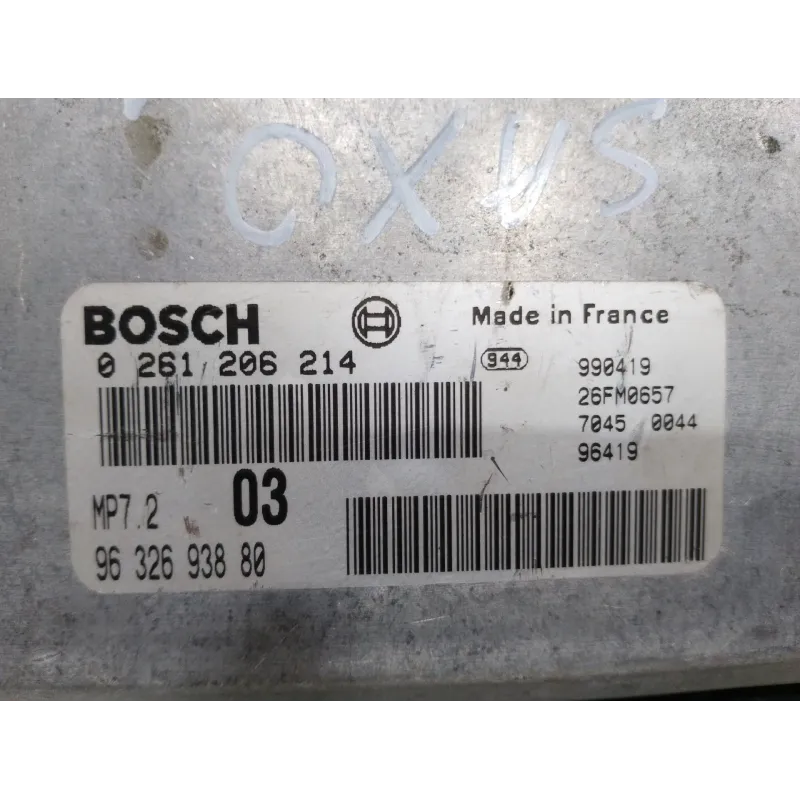 SAXO
BOSCH
Made in France
0 261 206 214
944
990419
26FM0657
7045 0044
96419
MP7.2
03
96 326 938 80